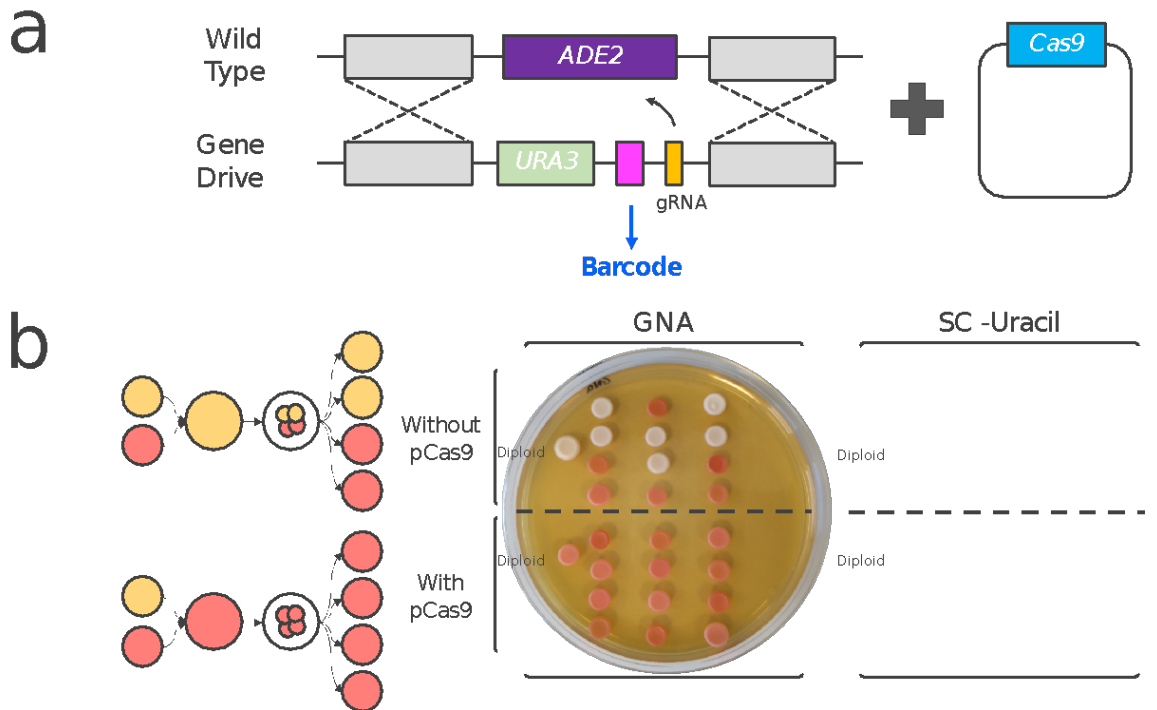 a
Wild
Type
ADE2
Cas9
Gene
Drive
URA3
gRNA
Barcode
b
GNA
SC -Uracil
Without
pCas9
Diploid
Diploid
With
pCas9
Diploid
Diploid